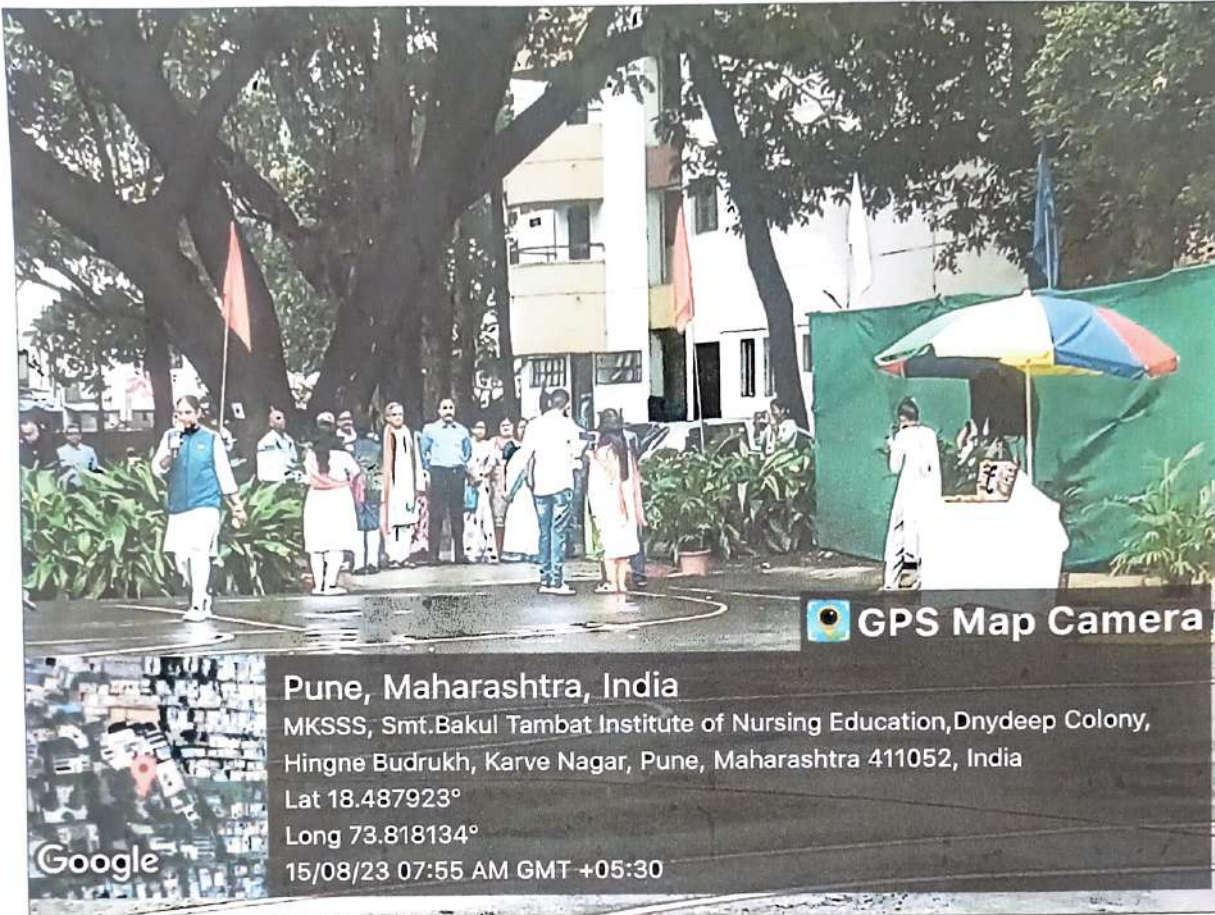 GPS Map Camera
Pune, Maharashtra, India
MKSSS, Smt.Bakul Tambat Institute of Nursing Education,Dnydeep Colony,
Hingne Budrukh, Karve Nagar, Pune, Maharashtra 411052, India
Lat 18.487923°
Long 73.818134°
15/08/23 07:55 AM GMT +05:30
Google